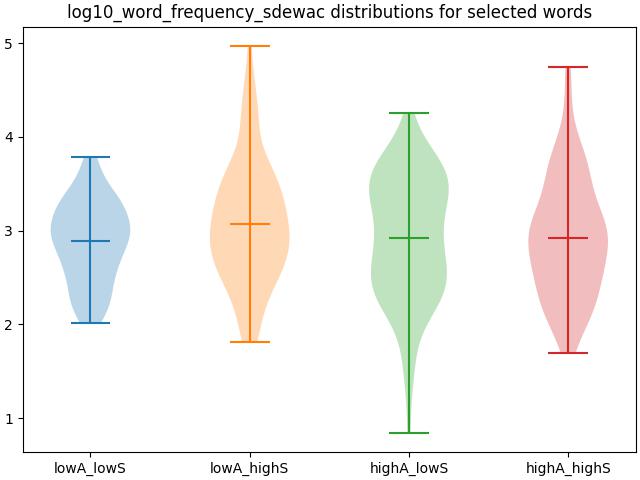 log10_word_frequency_sdewac distributions for selected words
5
4
3
2
1
lowA_lowS lowA_highS highA_lowS highA_highS